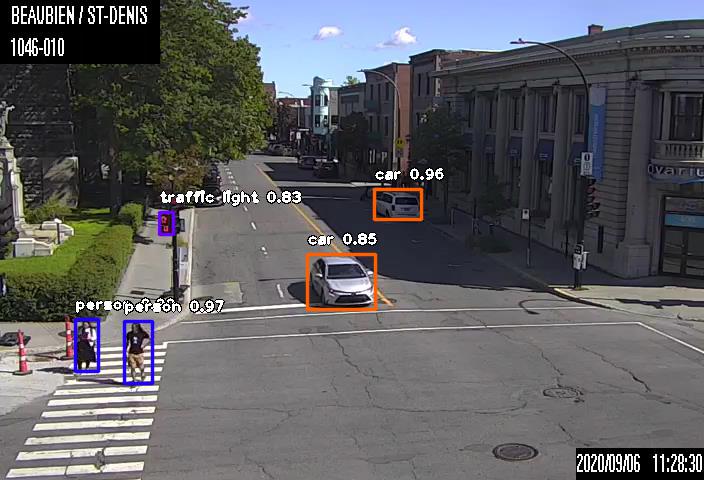 BEAUBIEN / ST-DENIS
1046-010
car 0.96
traffic light 0.83
car 0.85
person
person 0.97
2020/09/06 11:28:30